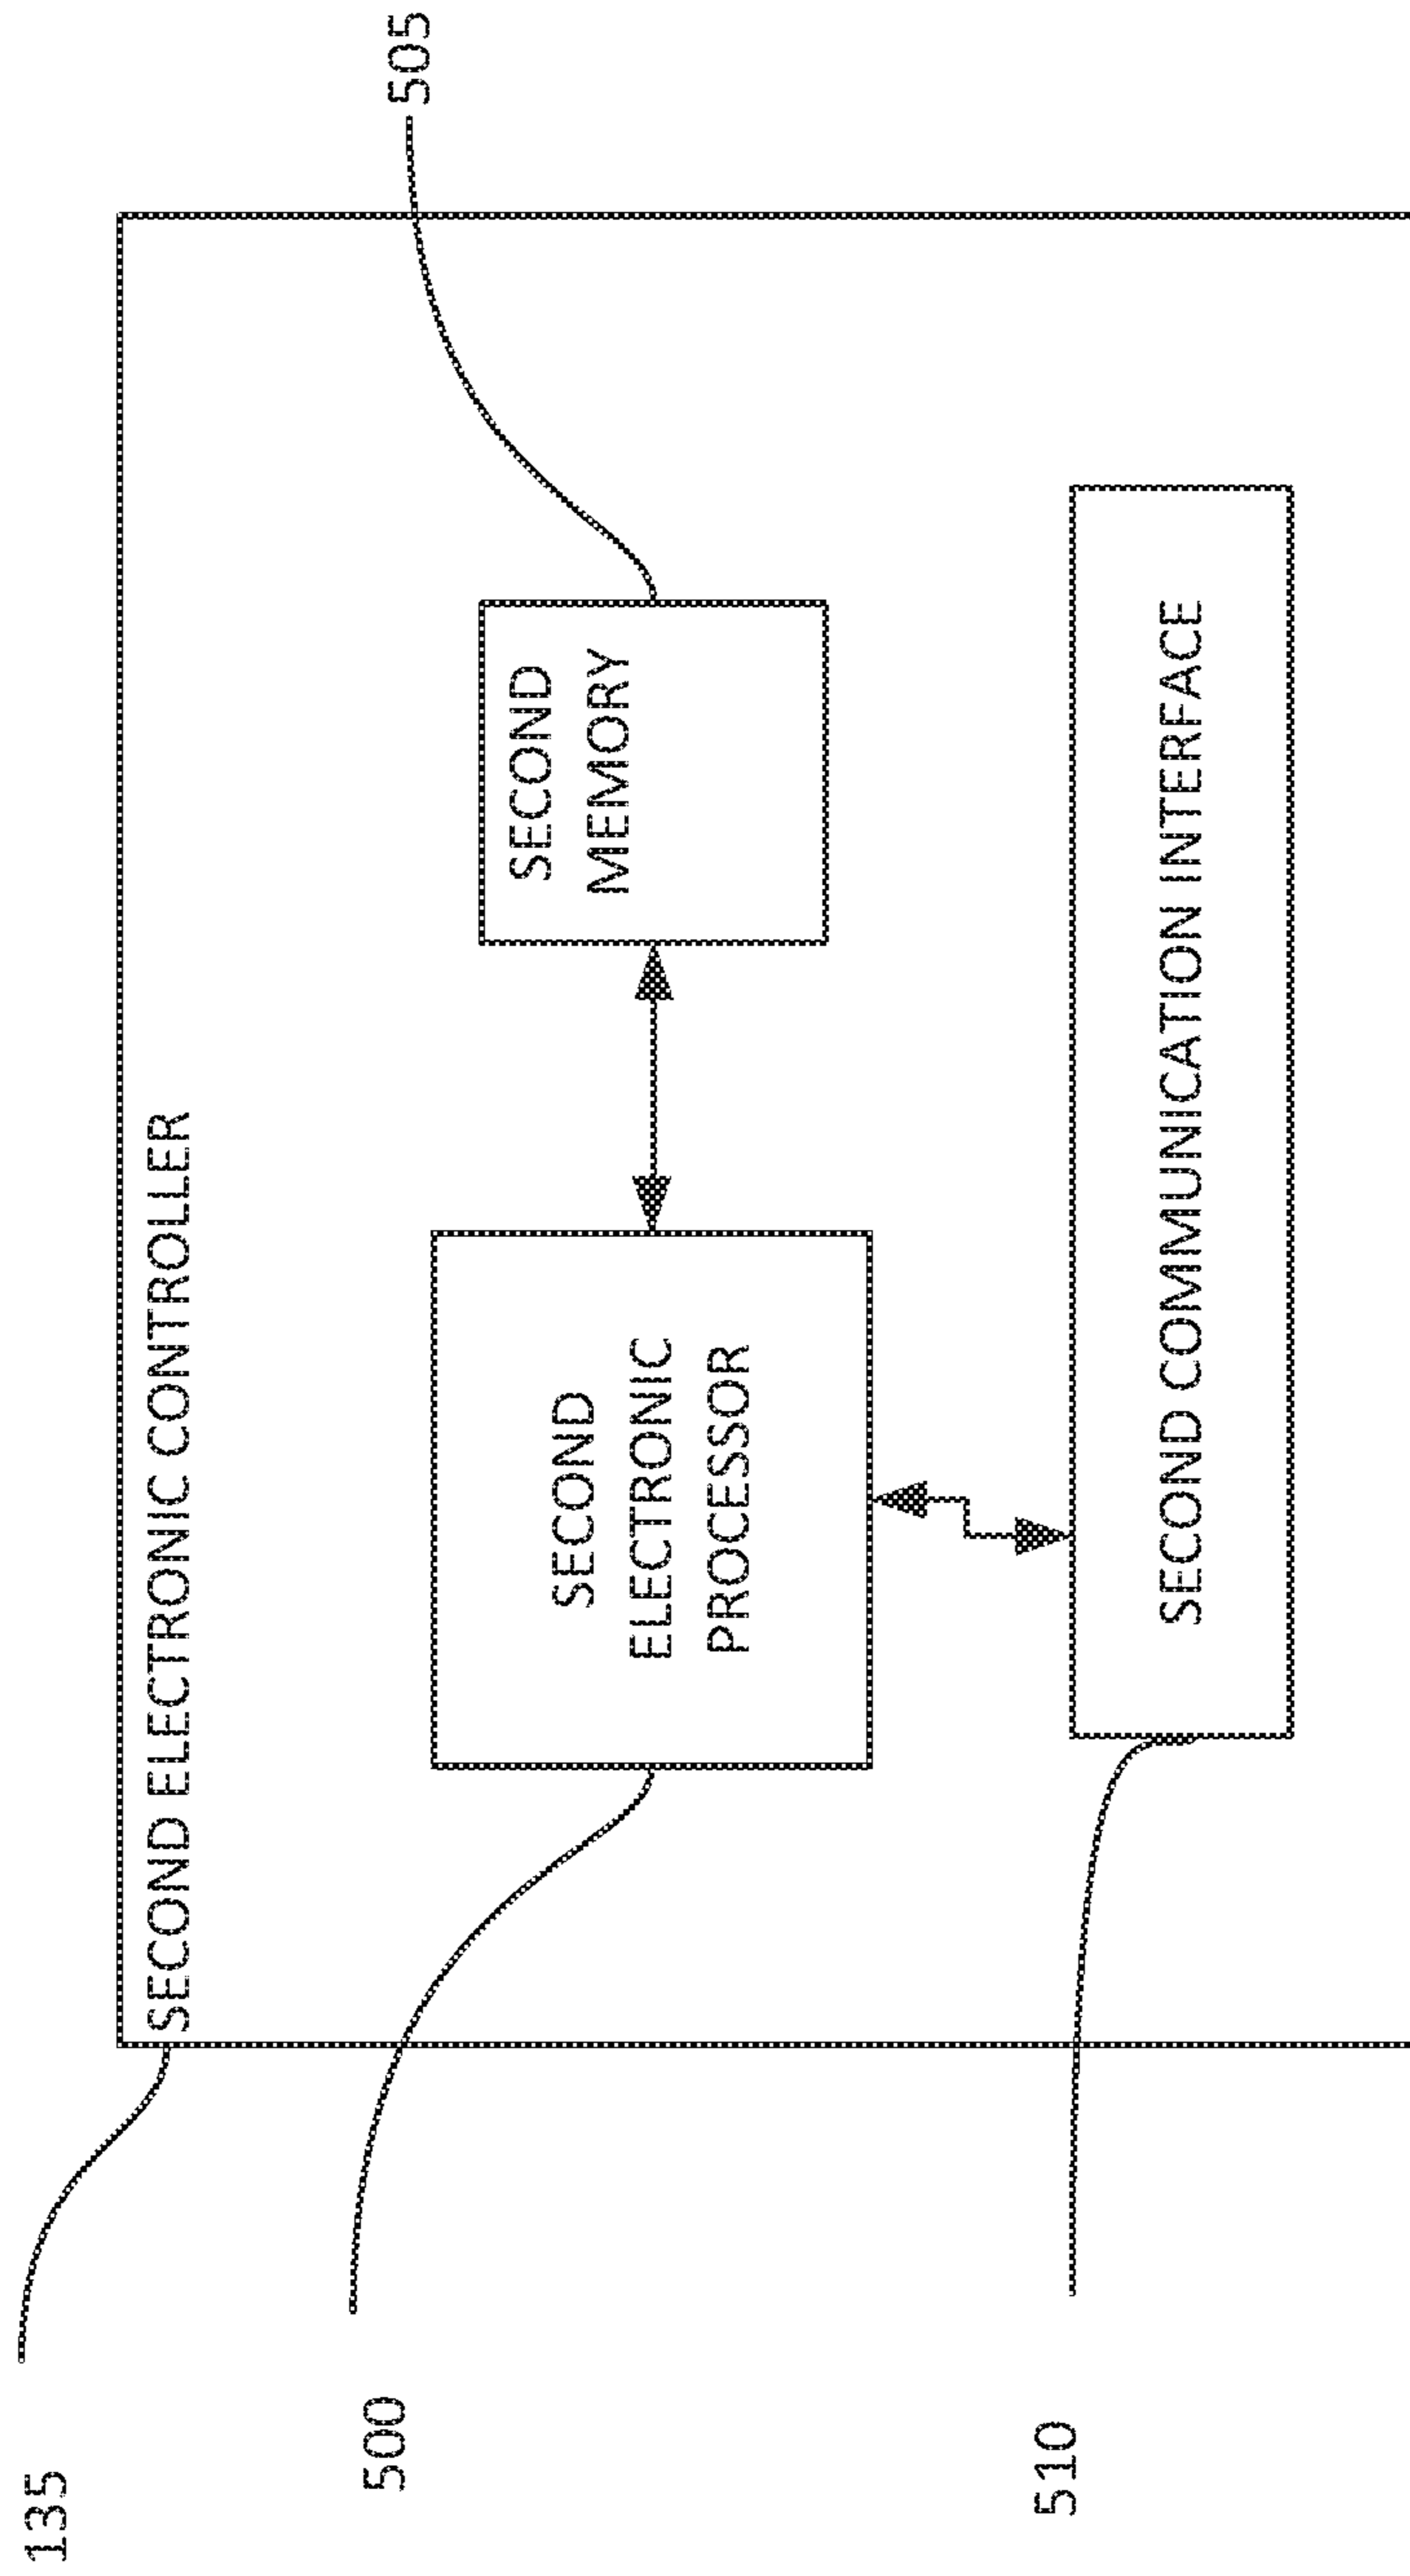 135
SECOND ELECTRONIC CONTROLLER
505
500
SECOND
ELECTRONIC
PROCESSOR
SECOND
MEMORY
510
SECOND COMMUNICATION INTERFACE